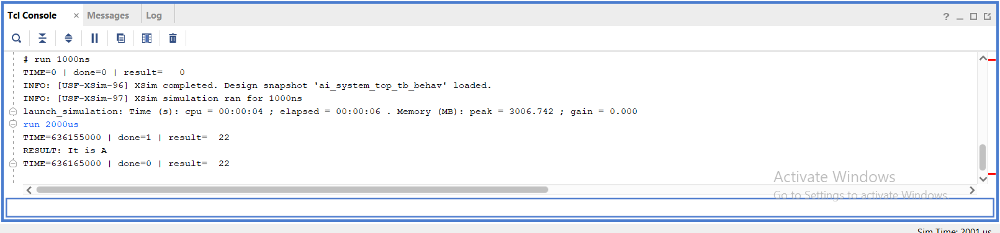 Tcl Console × Messages Log
? _
# run 1000ns
TIME=0 | done=0 | result=   0
INFO: [USF-XSim-96] XSim completed. Design snapshot 'ai_system_top_tb_behav' loaded.
INFO: [USF-XSim-97] XSim simulation ran for 1000ns
launch_simulation: Time (s): cpu = 00:00:04 ; elapsed = 00:00:06 . Memory (MB): peak = 3006.742 ; gain = 0.000
run 2000us
TIME=636155000 | done=1 | result=  22
RESULT: It is A
TIME=636165000 | done=0 | result=  22
Activate Windows
Go to Settings to activate Windows.
Sim Time: 2001 us